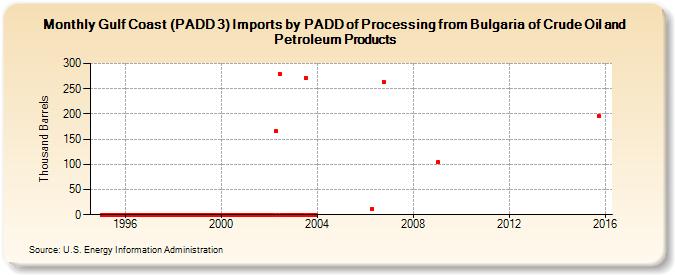 Monthly Gulf Coast (PADD 3) Imports by PADD of Processing from Bulgaria of Crude Oil and
Petroleum Products
Thousand Barrels
300
250
200
150
100
50
0
1996 2000 2004 2008 2012 2016
Source: U.S. Energy Information Administration